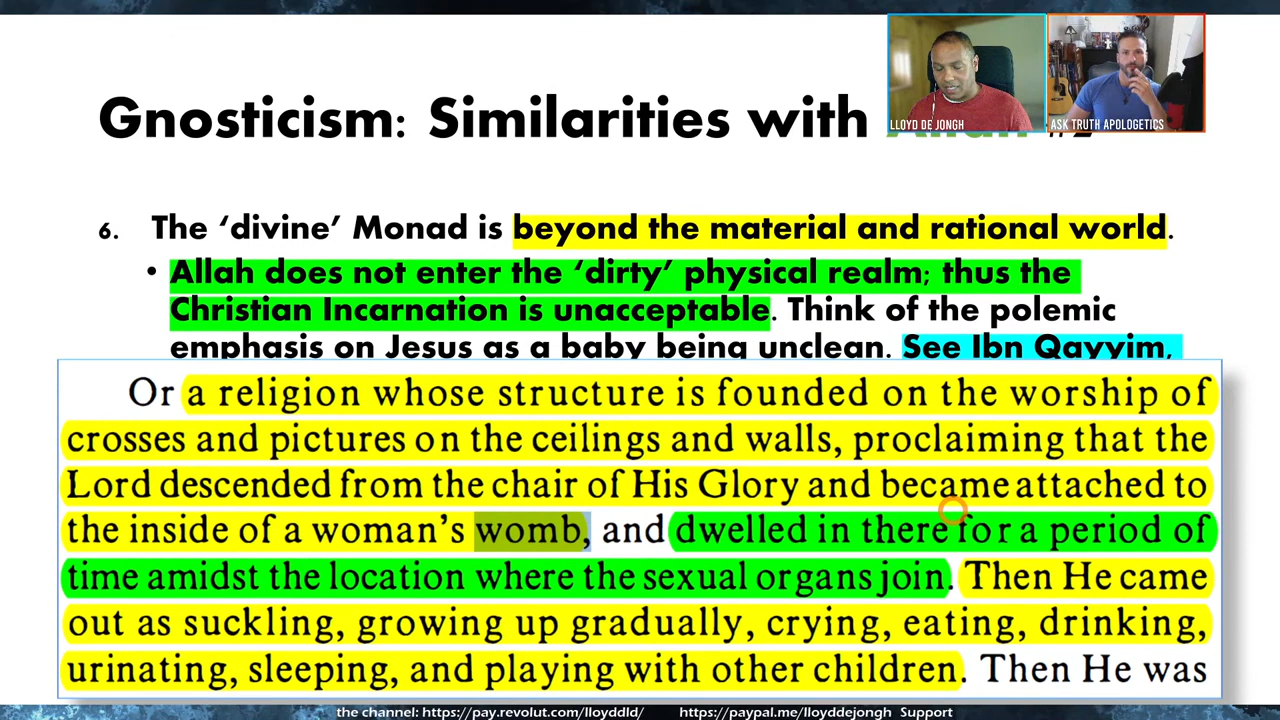 LLOYD DE JONGH
ASK TRUTH APOLOGETICS
Gnosticism: Similarities with
6. The ‘divine’ Monad is beyond the material and rational world.
• Allah does not enter the ‘dirty’ physical realm; thus the
Christian Incarnation is unacceptable. Think of the polemic
emphasis on Jesus as a baby being unclean. See Ibn Qayyim,
Or a religion whose structure is founded on the worship of
crosses and pictures on the ceilings and walls, proclaiming that the
Lord descended from the chair of His Glory and became attached to
the inside of a woman’s womb, and dwelled in there for a period of
time amidst the location where the sexual organs join. Then He came
out as suckling, growing up gradually, crying, eating, drinking,
urinating, sleeping, and playing with other children. Then He was
the channel: https://pay.revolut.com/lloyddld/ https://paypal.me/lloyddejongh Support